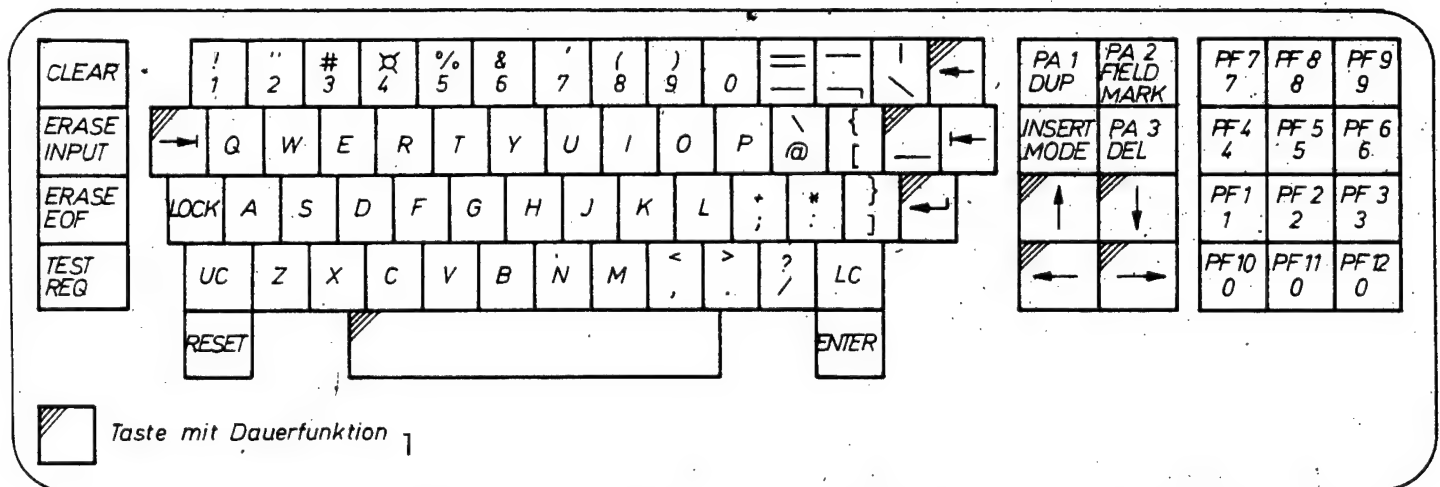 CLEAR ! 1 " 2 # 3 ¤ 4 % 5 & 6 ' 7 ( 8 ) 9 0 = — — ¬ | \ ← PA 1 DUP PA 2 FIELD MARK PF 7 7 PF 8 8 PF 9 9
ERASE INPUT →| Q W E R T Y U I O P \ @ { [ _ |← INSERT MODE PA 3 DEL PF 4 4 PF 5 5 PF 6 6
ERASE EOF LOCK A S D F G H J K L + ; * : } ] ↵ ↑ ↓ PF 1 1 PF 2 2 PF 3 3
TEST REQ UC Z X C V B N M < , > . ? / LC ← → PF 10 0 PF 11 0 PF 12 0
RESET ENTER
Taste mit Dauerfunktion